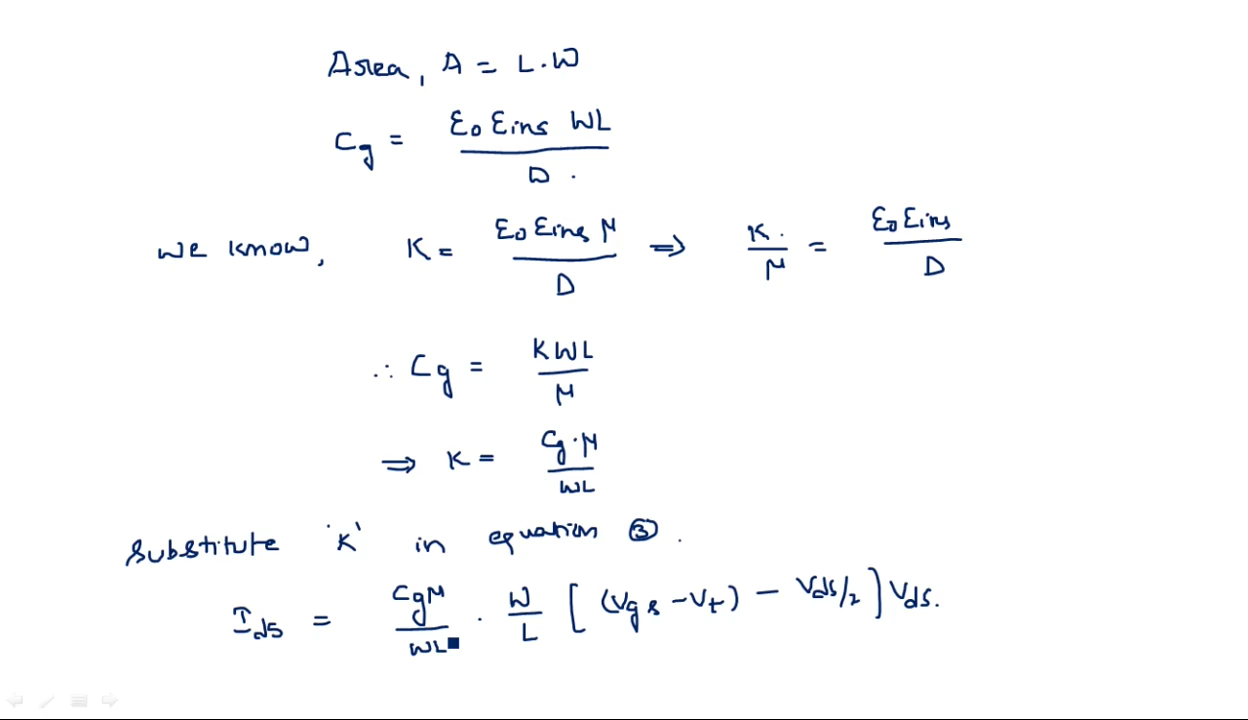 Area, A = L.W
Cg = ε0 εins WL / D .
We know, K = ε0 εins μ / D ⇒ K. / μ = ε0 εins / D
∴ Cg = KWL / μ
⇒ K = Cg.μ / WL
Substitute 'K' in equation ③ .
Ids = Cgμ / WL . W / L [ (Vgs - Vt) - Vds/2 ] Vds.